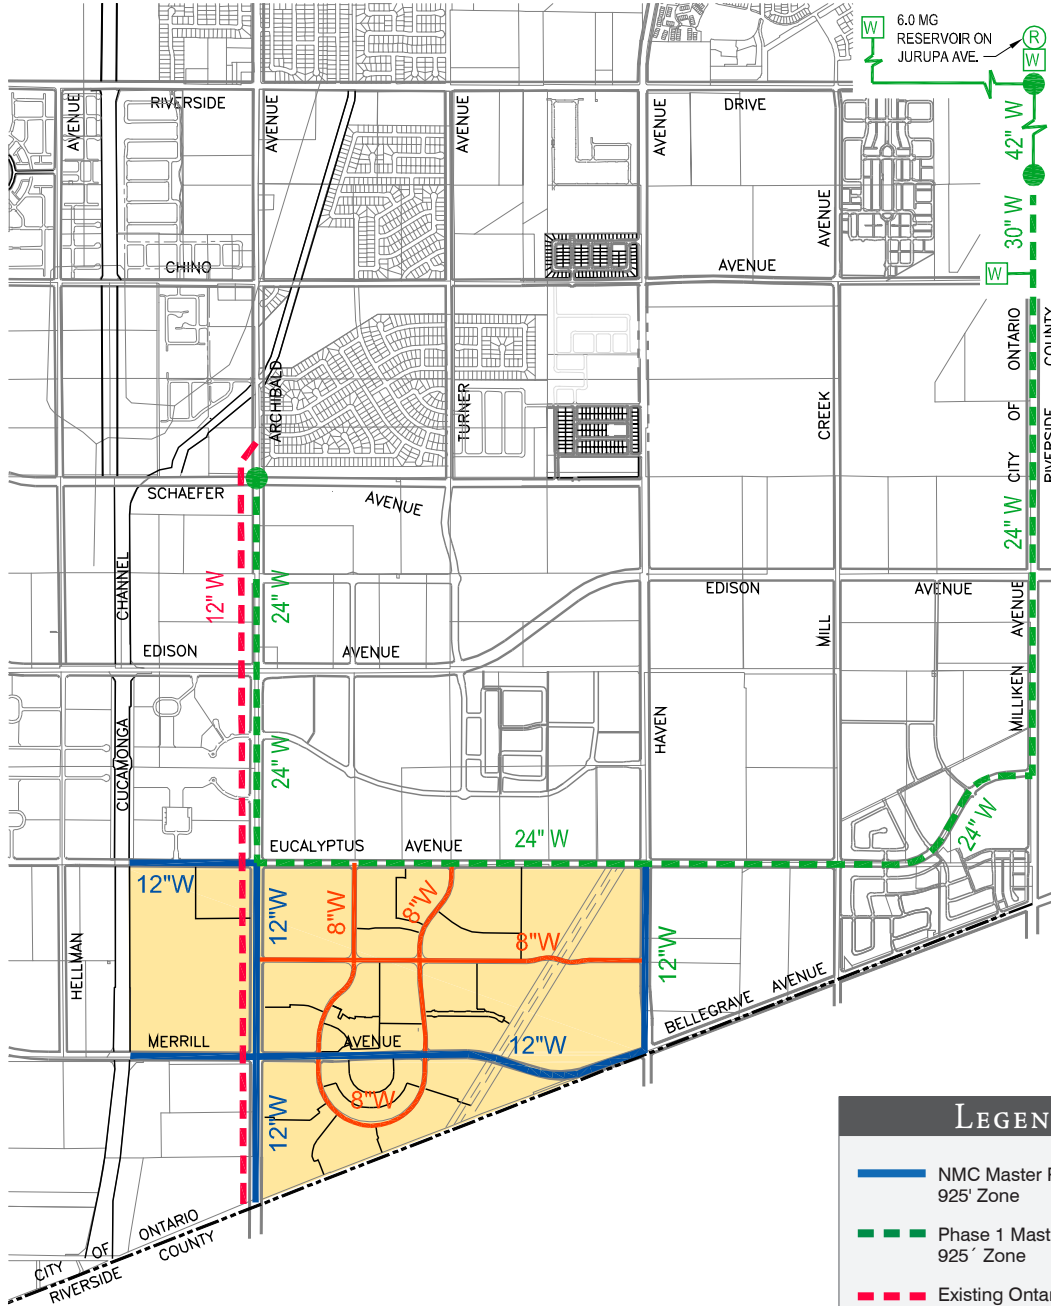 W
6.0 MG
RESERVOIR ON
JURUPA AVE.
R
W
RIVERSIDE
DRIVE
AVENUE
AVENUE
AVENUE
AVENUE
42" W
AVENUE
30" W
CHINO
AVENUE
W
CITY OF ONTARIO
RIVERSIDE COUNTY
ARCHIBALD
TURNER
CREEK
SCHAEFER
AVENUE
24" W
CHANNEL
12" W
24" W
EDISON
AVENUE
AVENUE
MILL
EDISON
AVENUE
MILLIKEN
CUCAMONGA
24" W
HAVEN
EUCALYPTUS
AVENUE
24" W
24" W
12"W
12"W
8"W
8"W
8"W
12"W
HELLMAN
BELLEGRAVE AVENUE
MERRILL
AVENUE
12"W
8"W
12"W
CITY OF ONTARIO
RIVERSIDE COUNTY
LEGEN
NMC Master
925' Zone
Phase 1 Mast
925´ Zone
Existing Ontar